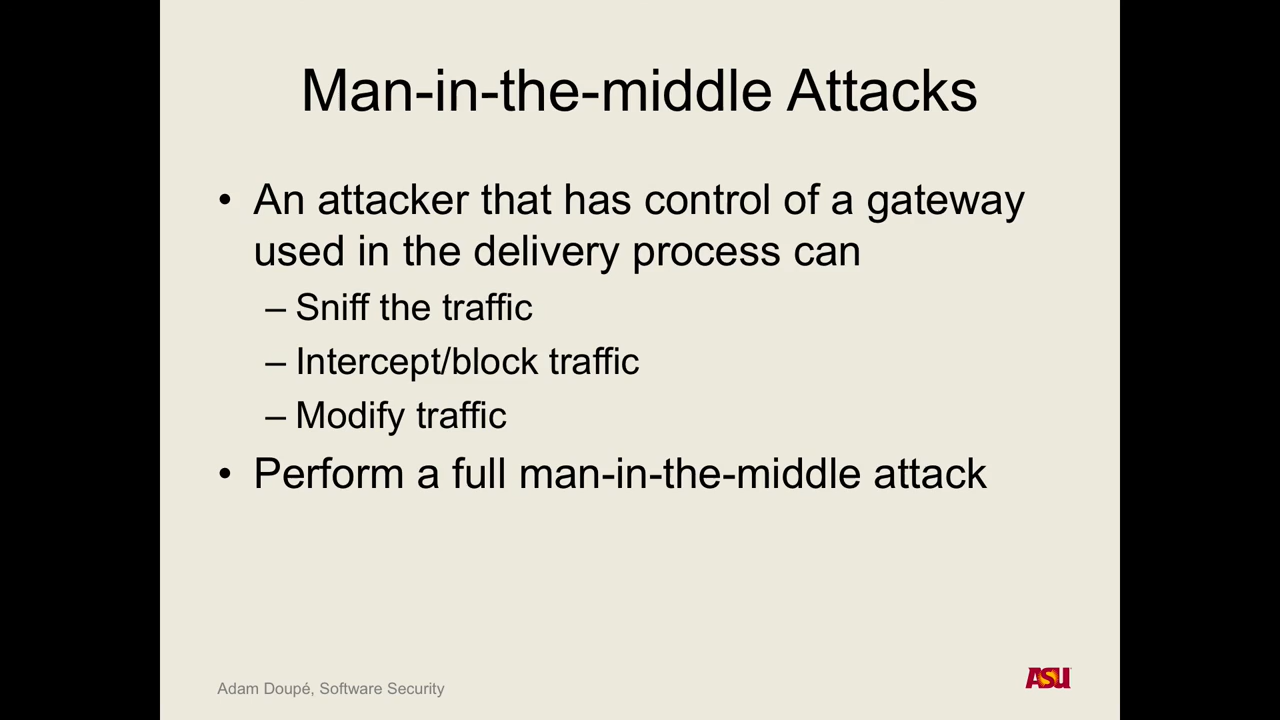 Man-in-the-middle Attacks
• An attacker that has control of a gateway
used in the delivery process can
– Sniff the traffic
– Intercept/block traffic
– Modify traffic
• Perform a full man-in-the-middle attack
Adam Doupé, Software Security
ASU